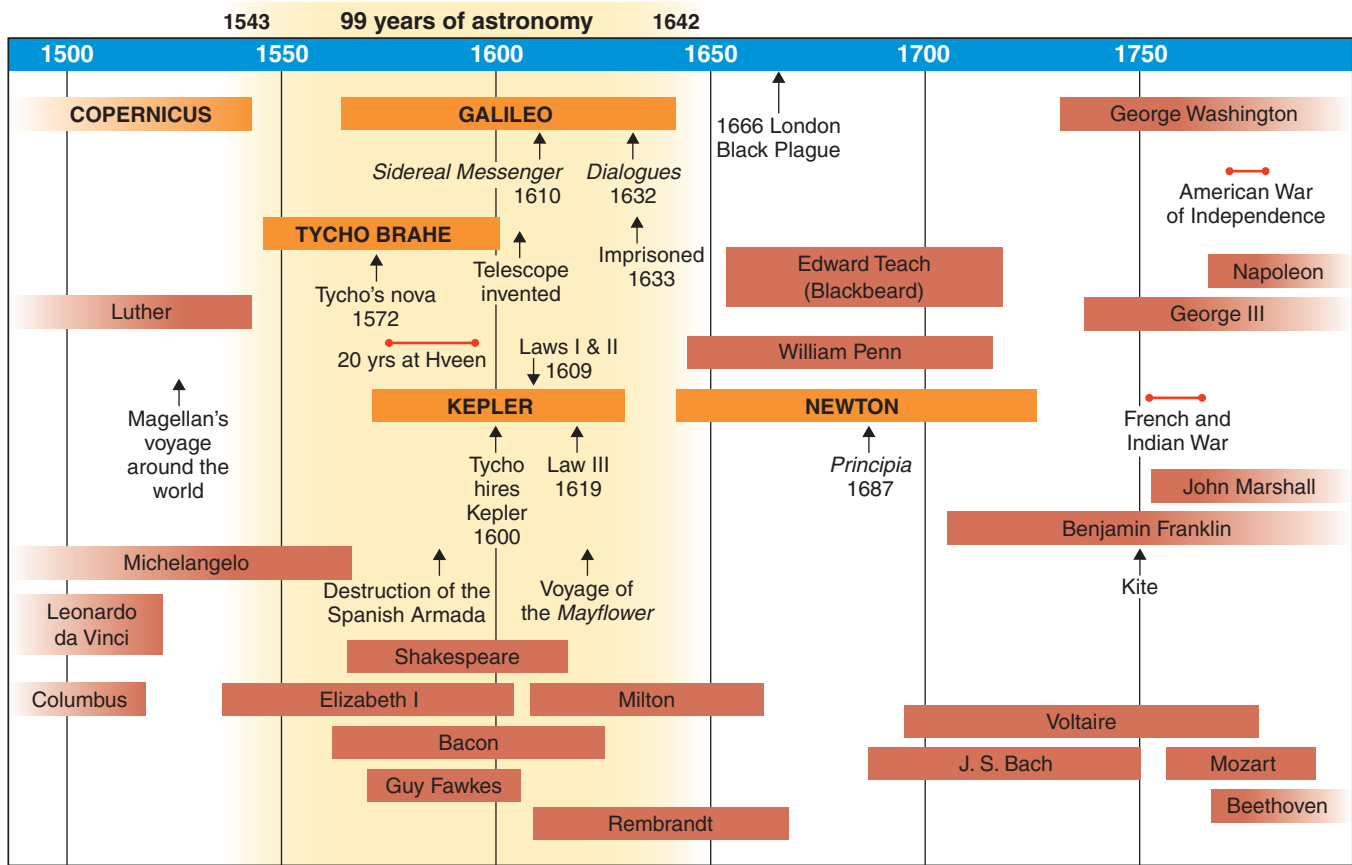 1543 99 years of astronomy 1642
1500 1550 1600 1650 1700 1750
COPERNICUS
GALILEO
George Washington
1666 London
Black Plague
Sidereal Messenger
1610
Dialogues
1632
American War
of Independence
TYCHO BRAHE
Telescope
invented
Imprisoned
1633
Edward Teach
(Blackbeard)
Napoleon
Tycho’s nova
1572
Luther
George III
20 yrs at Hveen
Laws I & II
1609
William Penn
KEPLER
NEWTON
Magellan’s
voyage
around the
world
Tycho
hires
Kepler
1600
Law III
1619
Principia
1687
French and
Indian War
John Marshall
Benjamin Franklin
Michelangelo
Destruction of the
Spanish Armada
Voyage of
the Mayflower
Kite
Leonardo
da Vinci
Shakespeare
Columbus
Elizabeth I
Milton
Voltaire
Bacon
J. S. Bach
Mozart
Guy Fawkes
Beethoven
Rembrandt